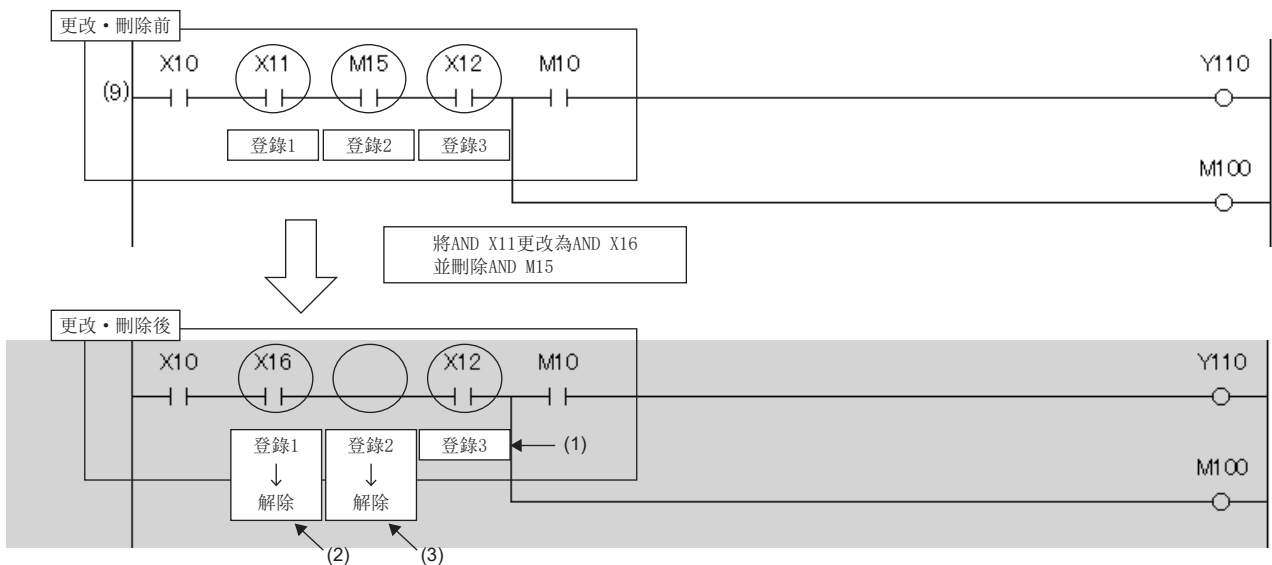 更改・刪除前
X10 X11 M15 X12 M10 Y110
(9)
登錄1 登錄2 登錄3
M100
將AND X11更改為AND X16
並刪除AND M15
更改・刪除後
X10 X16 X12 M10 Y110
登錄1 登錄2 登錄3 (1)
↓ ↓
解除 解除
M100
(2) (3)